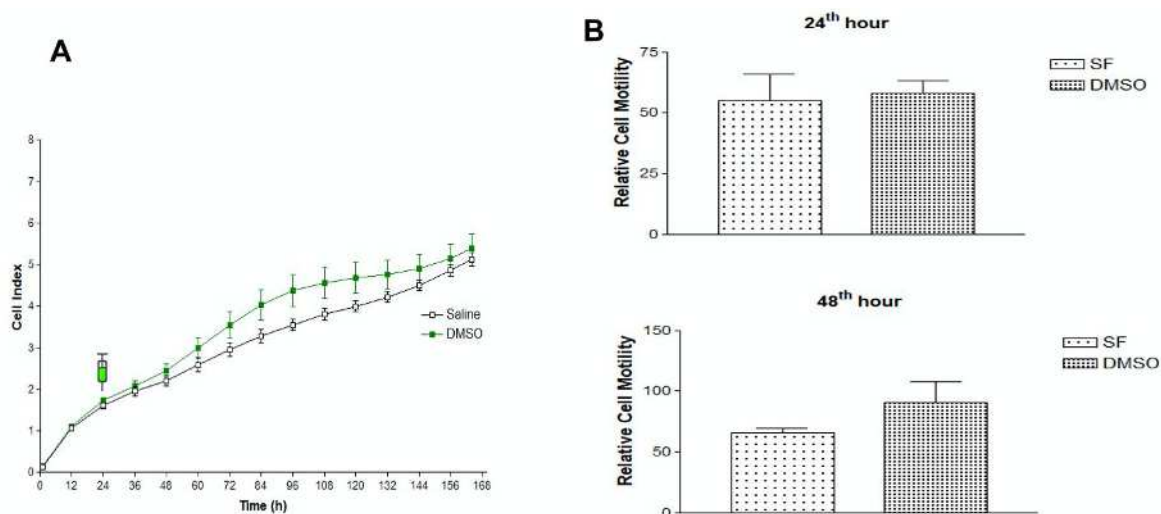 A
8
7
6
5
4
3
2
1
0
Cell Index
0 12 24 36 48 60 72 84 96 108 120 132 144 156 168
Time (h)
Saline
DMSO
B
24th hour
75
50
25
0
Relative Cell Motility
SF
DMSO
48th hour
150
100
50
0
Relative Cell Motility
SF
DMSO